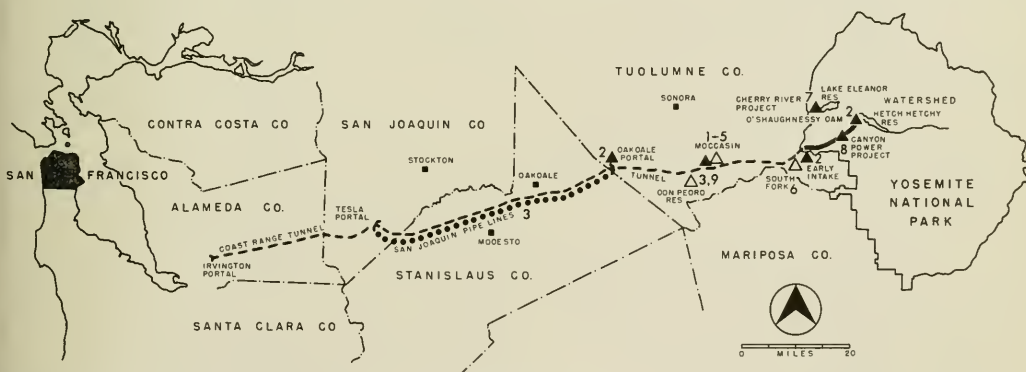 TUOLUMNE CO.
SONORA
CHERRY RIVER
PROJECT
7
LAKE ELEANOR
RES
WATERSHED
O'SHAUGHNESSY OAM
2
HETCH HETCHY
RES
8
CANYON
POWER
PROJECT
CONTRA COSTA CO
SAN JOAQUIN CO
STOCKTON
OAKDALE
2
OAKDALE
PORTAL
TUNNEL
1-5
MOCCASIN
OON PEDRO
RES
3,9
SOUTH
FORK
6
2
EARLY
INTAKE
YOSEMITE
NATIONAL
PARK
SAN FRANCISCO
ALAMEDA CO.
TESLA
PORTAL
COAST RANGE TUNNEL
IRVINGTON
PORTAL
SAN JOAQUIN PIPE LINES
3
MODESTO
STANISLAUS CO.
MARIPOSA CO.
SANTA CLARA CO
0 MILES 20